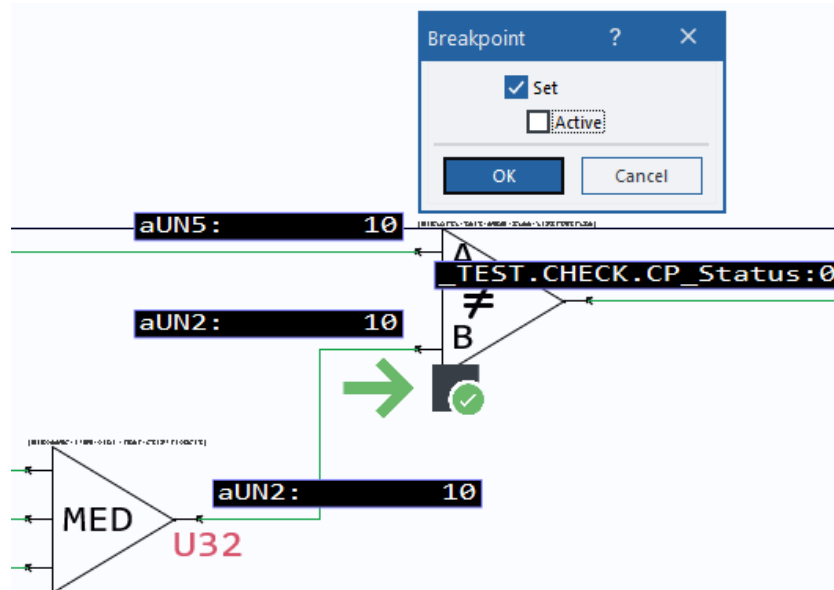 Breakpoint ? ×
Set
Active
OK Cancel
aUN5: 10
A
_TEST.CHECK.CP_Status:0
≠
aUN2: 10
B
aUN2: 10
MED
U32